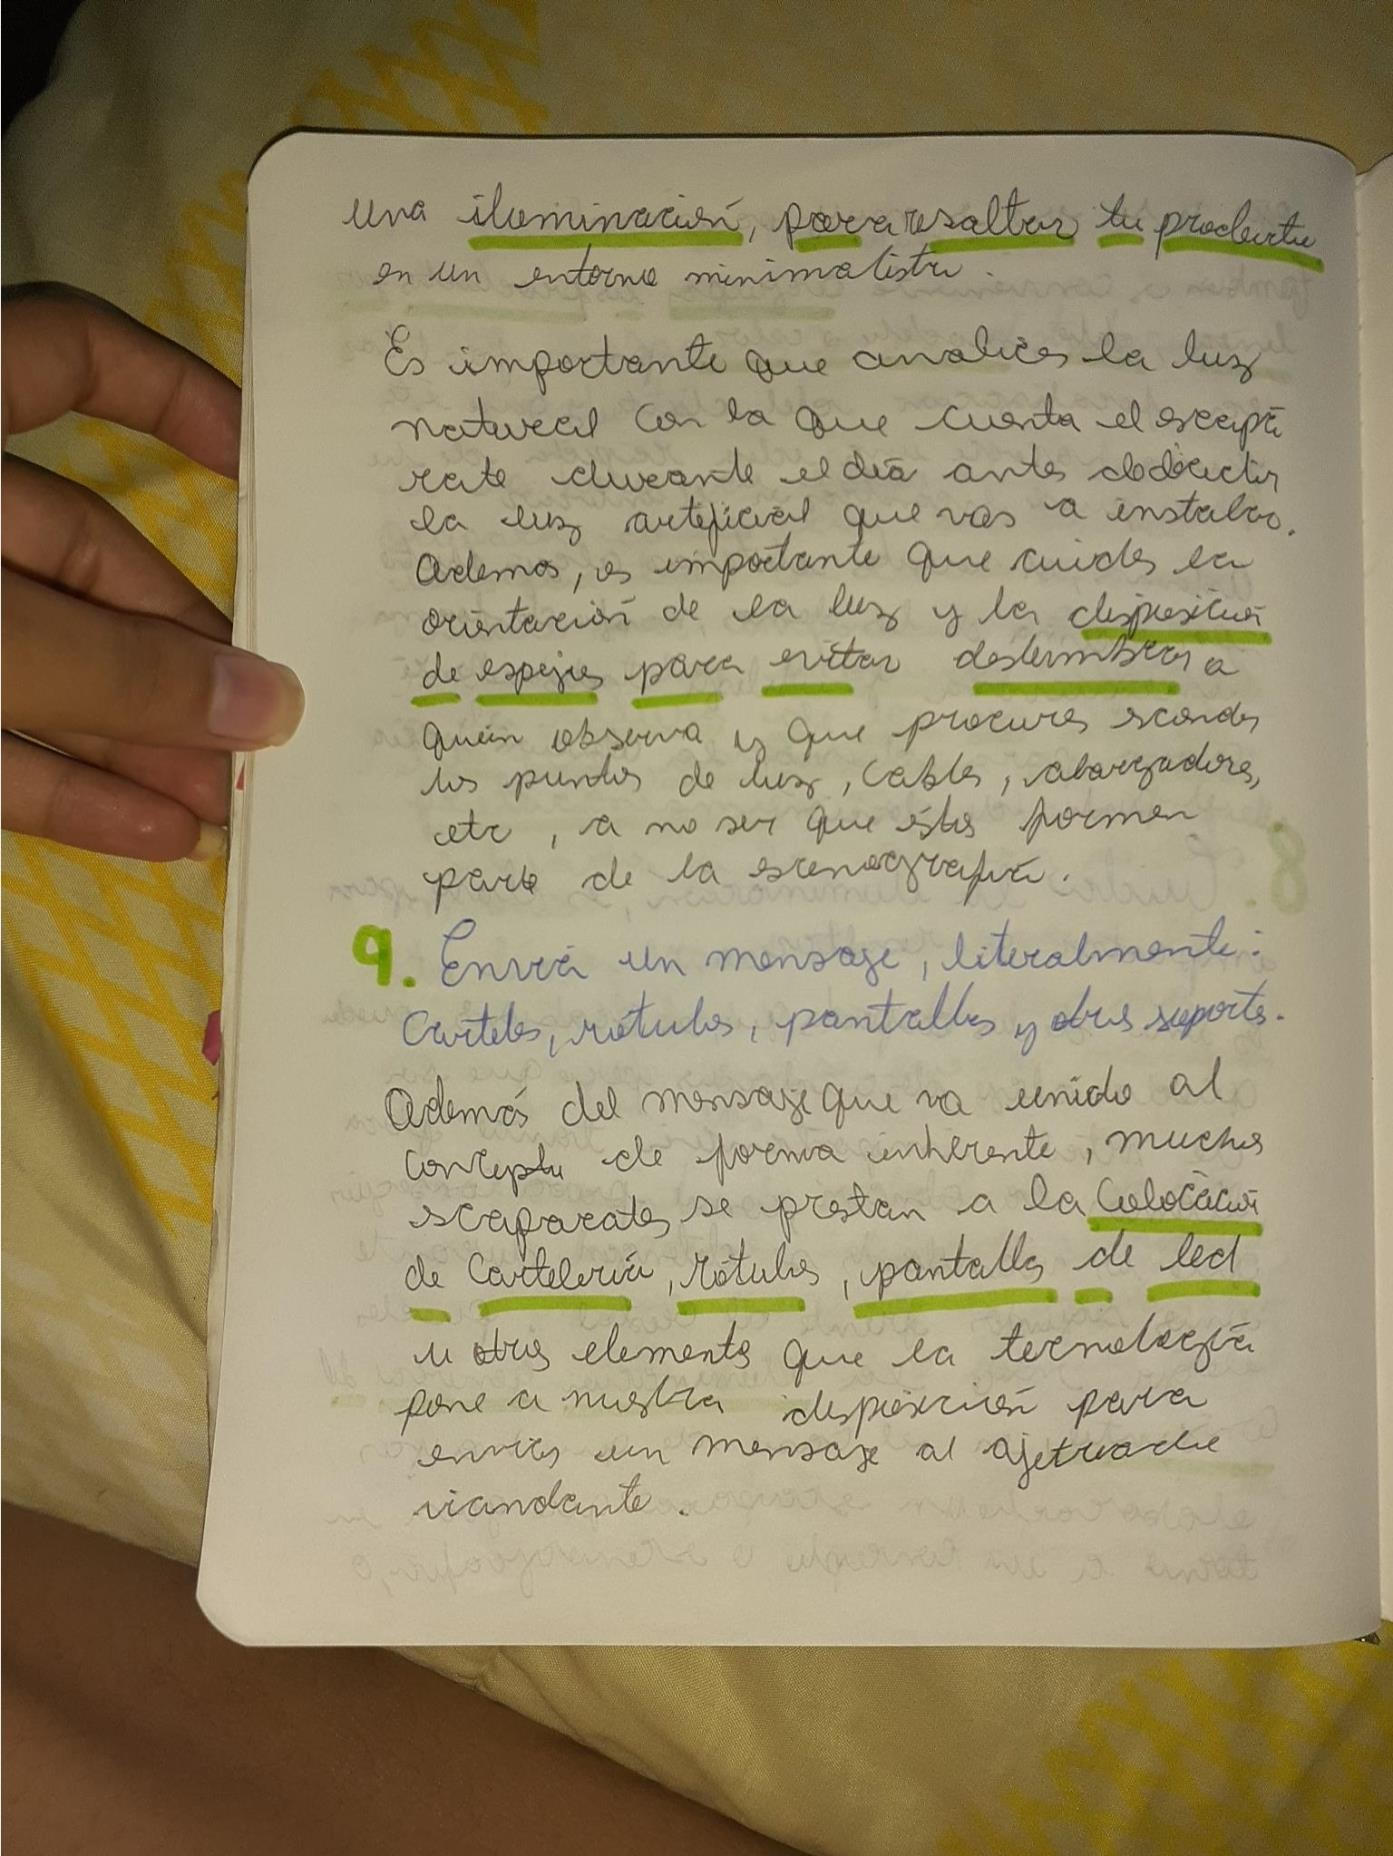 una iluminación, para resaltar tu producto
en un entorno minimalista.
Es importante que analices la luz
natural con la que cuenta el escapa
rate durante el día antes de decidir
la luz artificial que vas a instalar.
Además, es importante que cuides la
orientación de la luz y la disposición
de espejos para evitar deslumbrar a
quien observa y que procures esconder
los puntos de luz, cables, alargadores,
etc, a no ser que éstos formen
parte de la escenografía.
9. Envía un mensaje, literalmente:
Carteles, rótulos, pantallas y otros soportes.
Además del mensaje que va unido al
concepto de forma inherente, muchos
escaparates se prestan a la colocación
de cartelería, rótulos, pantallas de led
u otros elementos que la tecnología
pone a nuestra disposición para
enviar un mensaje al ajetreado
viandante.